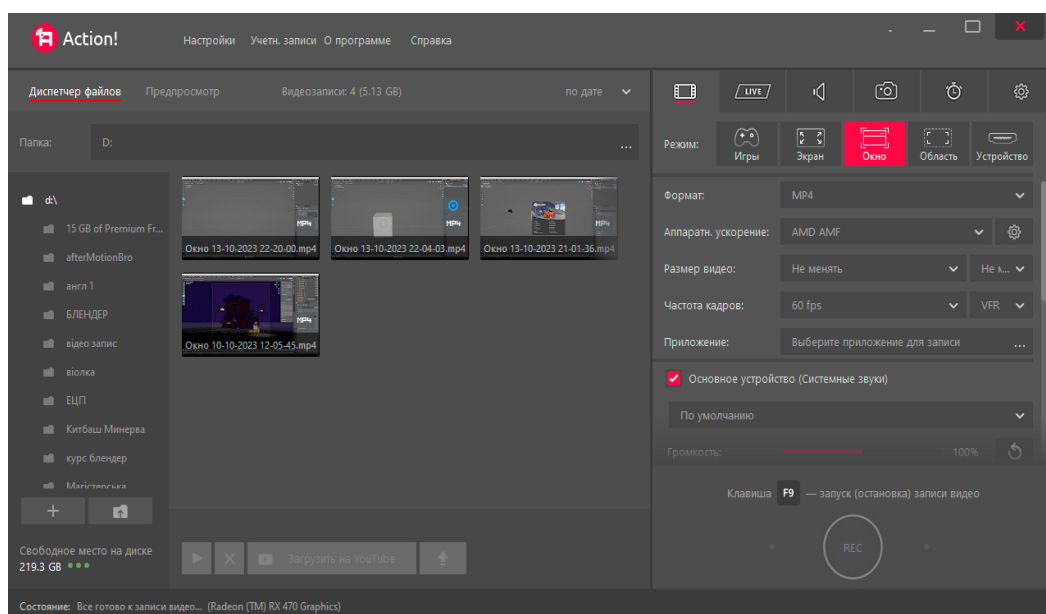 Action!
Настройки Учетн. записи О программе Справка
Диспетчер файлов Предпросмотр Видеозаписи: 4 (5.13 GB) по дате
LIVE
Папка: D: ...
Режим: Игры Экран Окно Область Устройство
d:\
15 GB of Premium Fr...
afterMotionBro
англ 1
БЛЕНДЕР
відео запис
віолка
ЕЦП
Китбаш Минерва
курс блендер
Магістерська
MP4
Окно 13-10-2023 22-20-00.mp4
MP4
Окно 13-10-2023 22-04-03.mp4
MP4
Окно 13-10-2023 21-01-36.mp4
MP4
Окно 10-10-2023 12-05-45.mp4
Формат: MP4
Аппаратн. ускорение: AMD AMF
Размер видео: Не менять Не м...
Частота кадров: 60 fps VFR
Приложение: Выберите приложение для записи ...
Основное устройство (Системные звуки)
По умолчанию
Громкость: 100%
Клавиша F9 — запуск (остановка) записи видео
REC
Свободное место на диске
219.3 GB
Загрузить на YouTube
Состояние: Все готово к записи видео... (Radeon (TM) RX 470 Graphics)